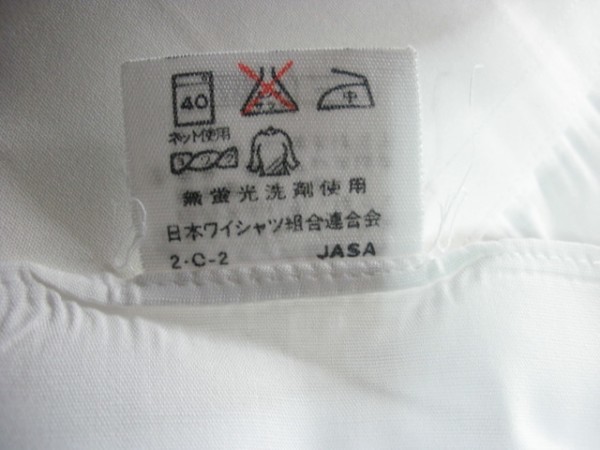 40 中
ネット使用
無蛍光洗剤使用
日本ワイシャツ組合連合会
2・C-2 JASA